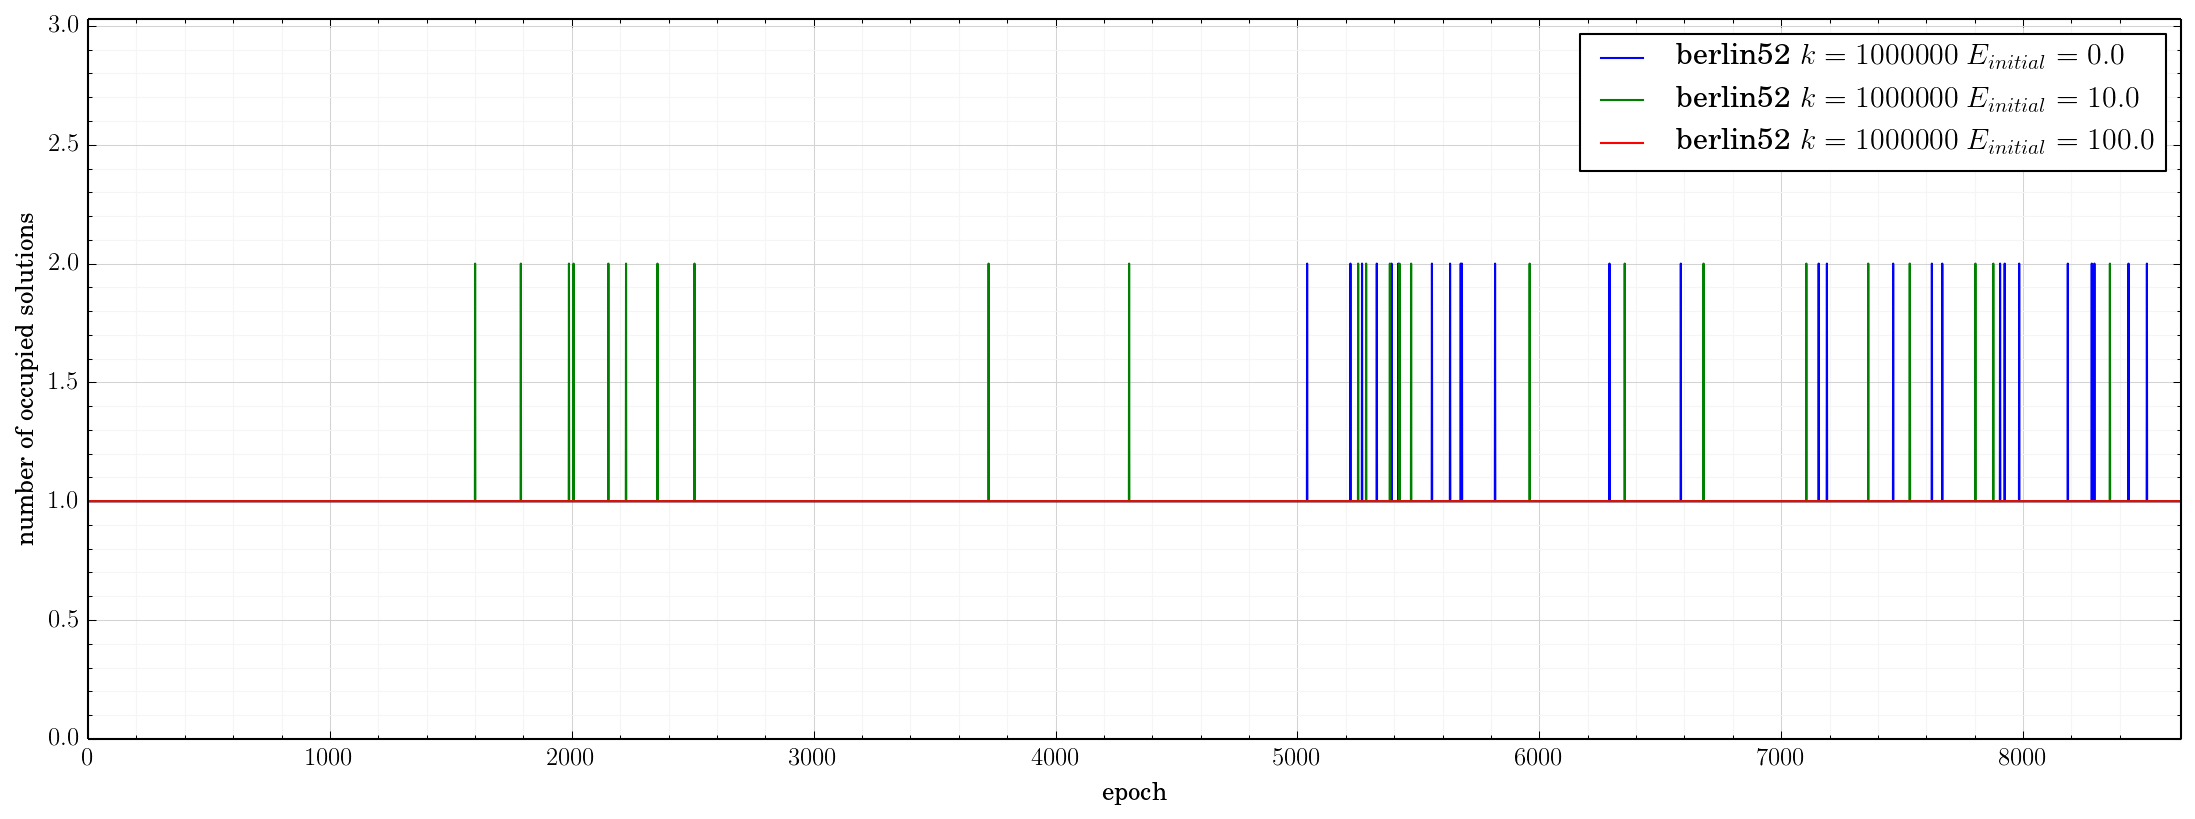 3.0
2.5
2.0
1.5
1.0
0.5
0.0
number of occupied solutions
berlin52 k = 1000000 E_initial = 0.0
berlin52 k = 1000000 E_initial = 10.0
berlin52 k = 1000000 E_initial = 100.0
0 1000 2000 3000 4000 5000 6000 7000 8000
epoch